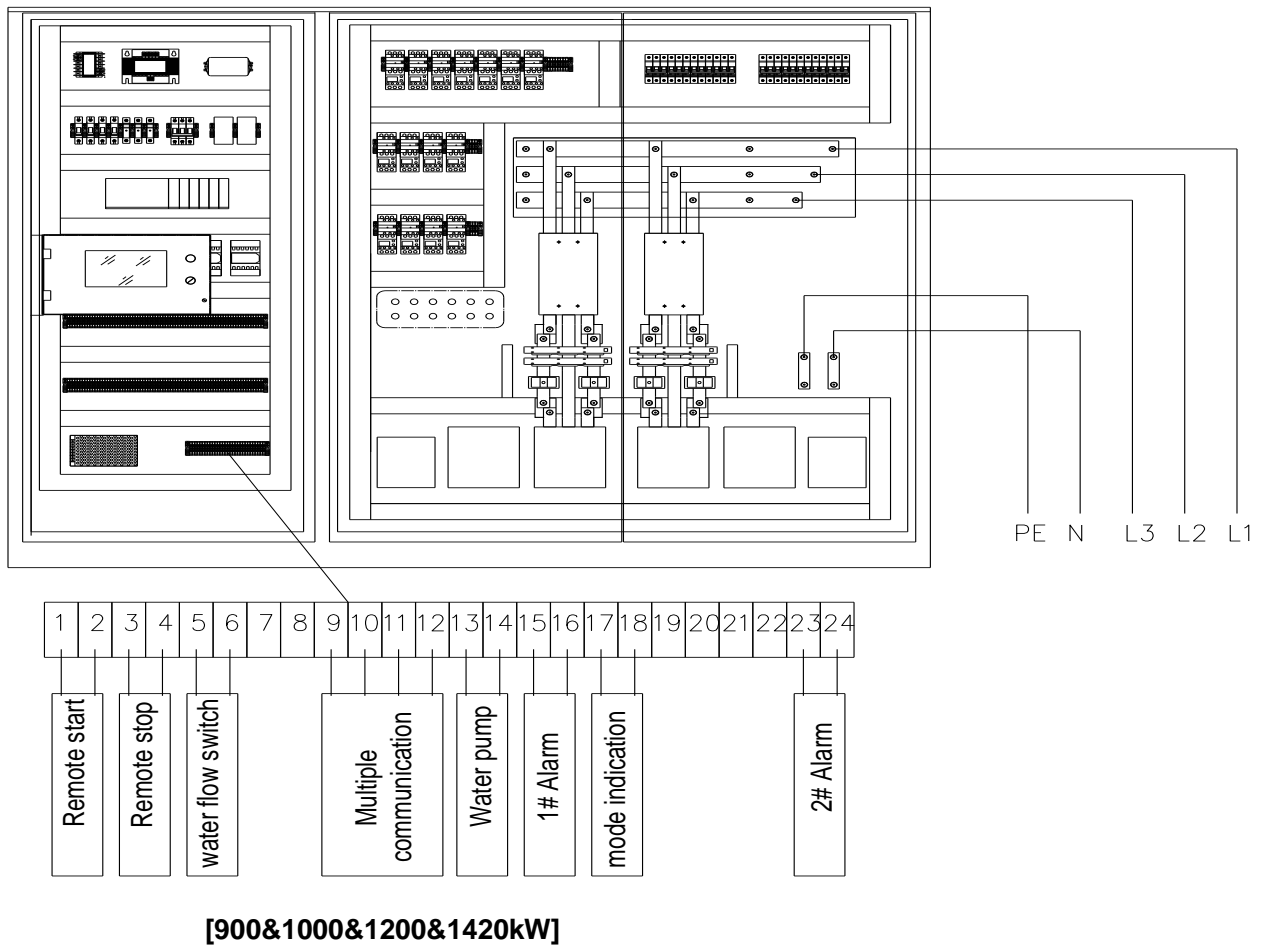 PE N L3 L2 L1
1 2 3 4 5 6 7 8 9 10 11 12 13 14 15 16 17 18 19 20 21 22 23 24
Remote start
Remote stop
water flow switch
Multiple
communication
Water pump
1# Alarm
mode indication
2# Alarm
[900&1000&1200&1420kW]